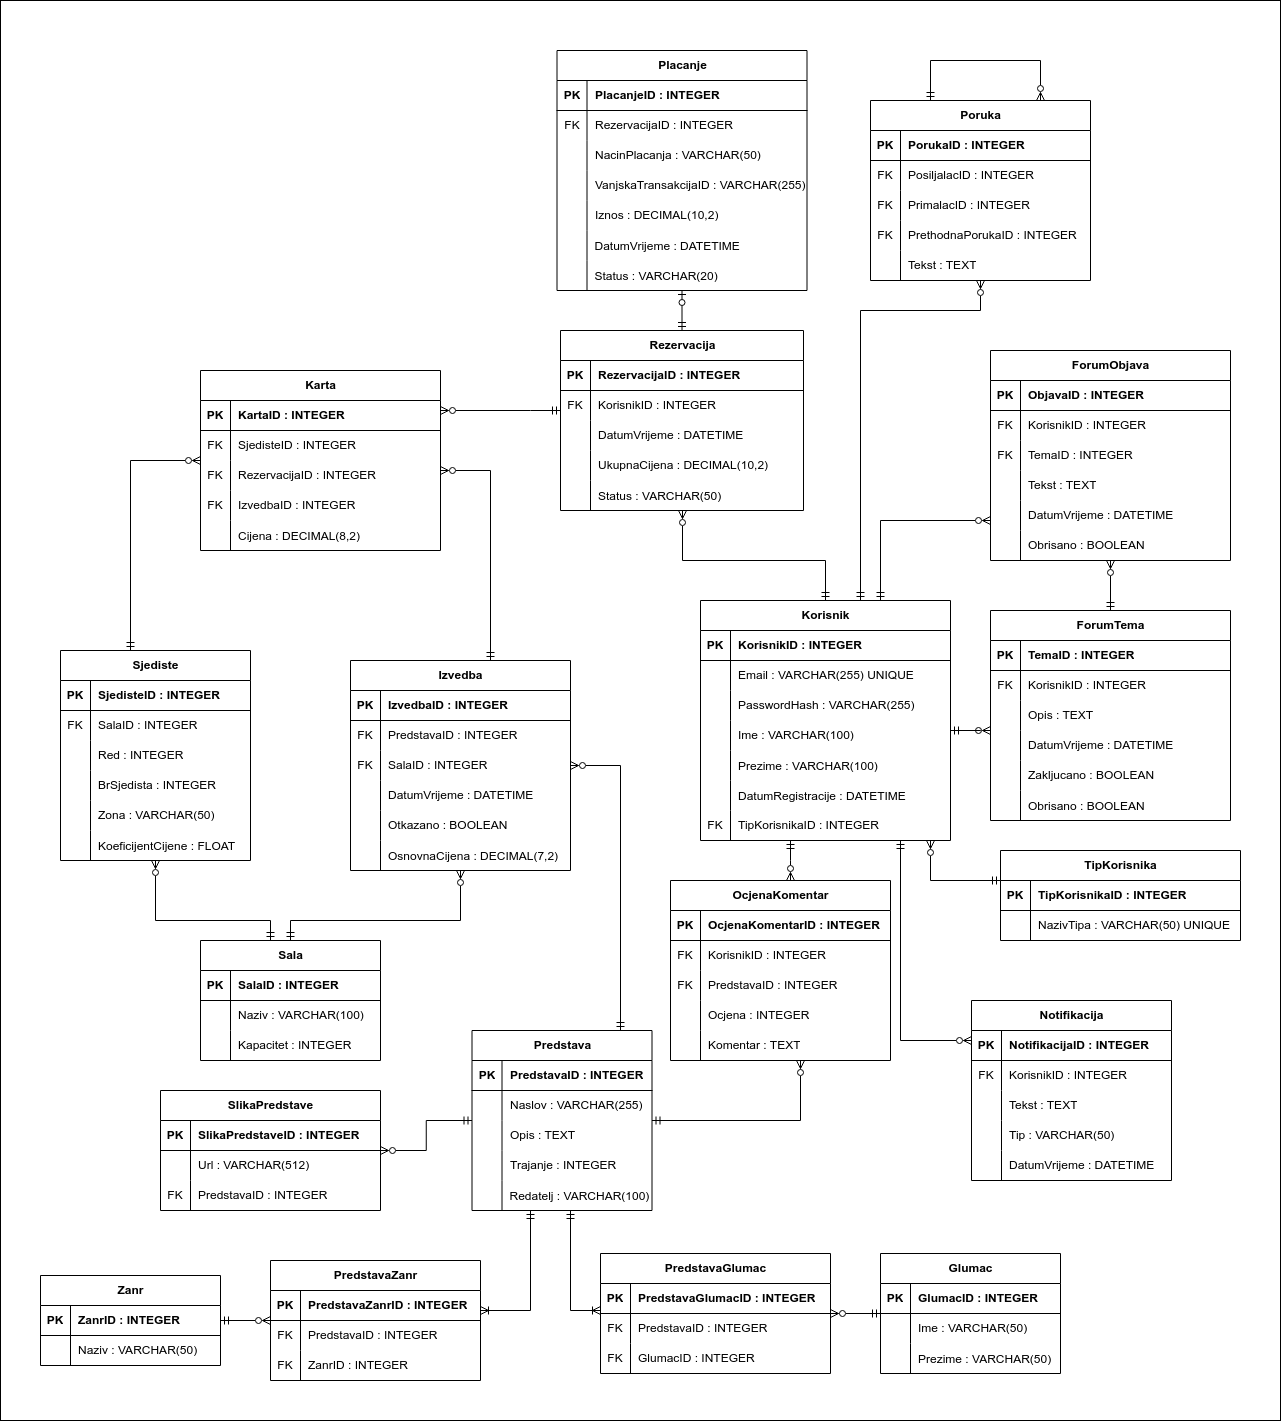 Placanje
PK PlacanjeID : INTEGER
FK RezervacijaID : INTEGER
NacinPlacanja : VARCHAR(50)
VanjskaTransakcijaID : VARCHAR(255)
Iznos : DECIMAL(10,2)
DatumVrijeme : DATETIME
Status : VARCHAR(20)
Poruka
PK PorukaID : INTEGER
FK PosiljalacID : INTEGER
FK PrimalacID : INTEGER
FK PrethodnaPorukaID : INTEGER
Tekst : TEXT
Rezervacija
PK RezervacijaID : INTEGER
FK KorisnikID : INTEGER
DatumVrijeme : DATETIME
UkupnaCijena : DECIMAL(10,2)
Status : VARCHAR(50)
Karta
PK KartaID : INTEGER
FK SjedisteID : INTEGER
FK RezervacijaID : INTEGER
FK IzvedbaID : INTEGER
Cijena : DECIMAL(8,2)
ForumObjava
PK ObjavaID : INTEGER
FK KorisnikID : INTEGER
FK TemaID : INTEGER
Tekst : TEXT
DatumVrijeme : DATETIME
Obrisano : BOOLEAN
Korisnik
PK KorisnikID : INTEGER
Email : VARCHAR(255) UNIQUE
PasswordHash : VARCHAR(255)
Ime : VARCHAR(100)
Prezime : VARCHAR(100)
DatumRegistracije : DATETIME
FK TipKorisnikaID : INTEGER
ForumTema
PK TemaID : INTEGER
FK KorisnikID : INTEGER
Opis : TEXT
DatumVrijeme : DATETIME
Zakljucano : BOOLEAN
Obrisano : BOOLEAN
Sjediste
PK SjedisteID : INTEGER
FK SalaID : INTEGER
Red : INTEGER
BrSjedista : INTEGER
Zona : VARCHAR(50)
KoeficijentCijene : FLOAT
Izvedba
PK IzvedbaID : INTEGER
FK PredstavaID : INTEGER
FK SalaID : INTEGER
DatumVrijeme : DATETIME
Otkazano : BOOLEAN
OsnovnaCijena : DECIMAL(7,2)
TipKorisnika
PK TipKorisnikaID : INTEGER
NazivTipa : VARCHAR(50) UNIQUE
OcjenaKomentar
PK OcjenaKomentarID : INTEGER
FK KorisnikID : INTEGER
FK PredstavaID : INTEGER
Ocjena : INTEGER
Komentar : TEXT
Sala
PK SalaID : INTEGER
Naziv : VARCHAR(100)
Kapacitet : INTEGER
Notifikacija
PK NotifikacijaID : INTEGER
FK KorisnikID : INTEGER
Tekst : TEXT
Tip : VARCHAR(50)
DatumVrijeme : DATETIME
Predstava
PK PredstavaID : INTEGER
Naslov : VARCHAR(255)
Opis : TEXT
Trajanje : INTEGER
Redatelj : VARCHAR(100)
SlikaPredstave
PK SlikaPredstaveID : INTEGER
Url : VARCHAR(512)
FK PredstavaID : INTEGER
Zanr
PK ZanrID : INTEGER
Naziv : VARCHAR(50)
PredstavaZanr
PK PredstavaZanrID : INTEGER
FK PredstavaID : INTEGER
FK ZanrID : INTEGER
PredstavaGlumac
PK PredstavaGlumacID : INTEGER
FK PredstavaID : INTEGER
FK GlumacID : INTEGER
Glumac
PK GlumacID : INTEGER
Ime : VARCHAR(50)
Prezime : VARCHAR(50)